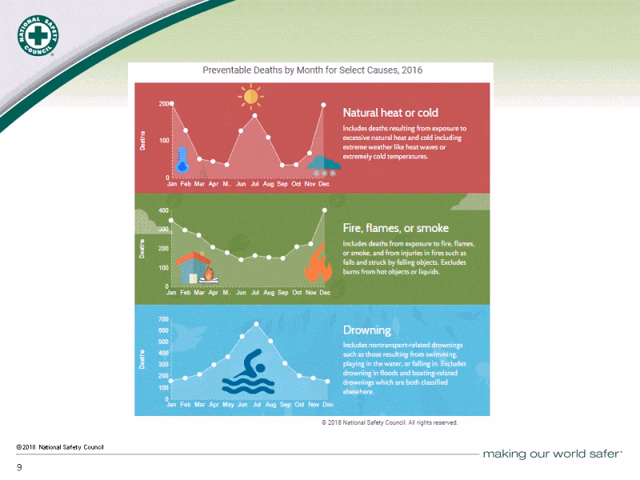 NATIONAL SAFETY COUNCIL
Preventable Deaths by Month for Select Causes, 2016
Natural heat or cold
Includes deaths resulting from exposure to
excessive natural heat and cold including
extreme weather like heat waves or
extremely cold temperatures.
Deaths
200
100
0
Jan Feb Mar Apr M.. Jun Jul Aug Sep Oct Nov Dec
Fire, flames, or smoke
Includes deaths from exposure to fire, flames,
or smoke, and from injuries in fires such as
falls and struck by falling objects. Excludes
burns from hot objects or liquids.
Deaths
400
300
200
100
0
Jan Feb Mar Apr M.. Jun Jul Aug Sep Oct Nov Dec
Drowning
Includes nontransport-related drownings
such as those resulting from swimming,
playing in the water, or falling in. Excludes
drowning in floods and boating-related
drownings which are both classified
elsewhere.
Deaths
700
600
500
400
300
200
100
0
Jan Feb Mar Apr May Jun Jul Aug Sep Oct Nov Dec
© 2018 National Safety Council. All rights reserved.
©2018 National Safety Council
making our world safer
9